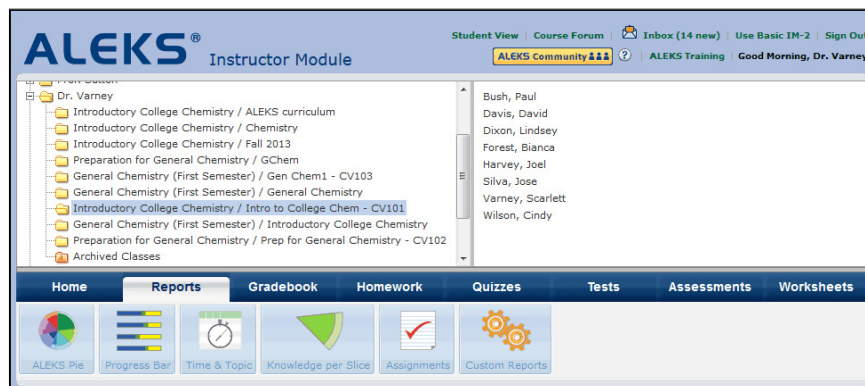 Student View | Course Forum | Inbox (14 new) | Use Basic IM-2 | Sign Out
ALEKS® Instructor Module
ALEKS Community ? | ALEKS Training | Good Morning, Dr. Varney
Prof. Sutton
Dr. Varney
Introductory College Chemistry / ALEKS curriculum
Introductory College Chemistry / Chemistry
Introductory College Chemistry / Fall 2013
Preparation for General Chemistry / GChem
General Chemistry (First Semester) / Gen Chem1 - CV103
General Chemistry (First Semester) / General Chemistry
Introductory College Chemistry / Intro to College Chem - CV101
General Chemistry (First Semester) / Introductory College Chemistry
Preparation for General Chemistry / Prep for General Chemistry - CV102
Archived Classes
Bush, Paul
Davis, David
Dixon, Lindsey
Forest, Bianca
Harvey, Joel
Silva, Jose
Varney, Scarlett
Wilson, Cindy
Home Reports Gradebook Homework Quizzes Tests Assessments Worksheets
ALEKS Pie Progress Bar Time & Topic Knowledge per Slice Assignments Custom Reports